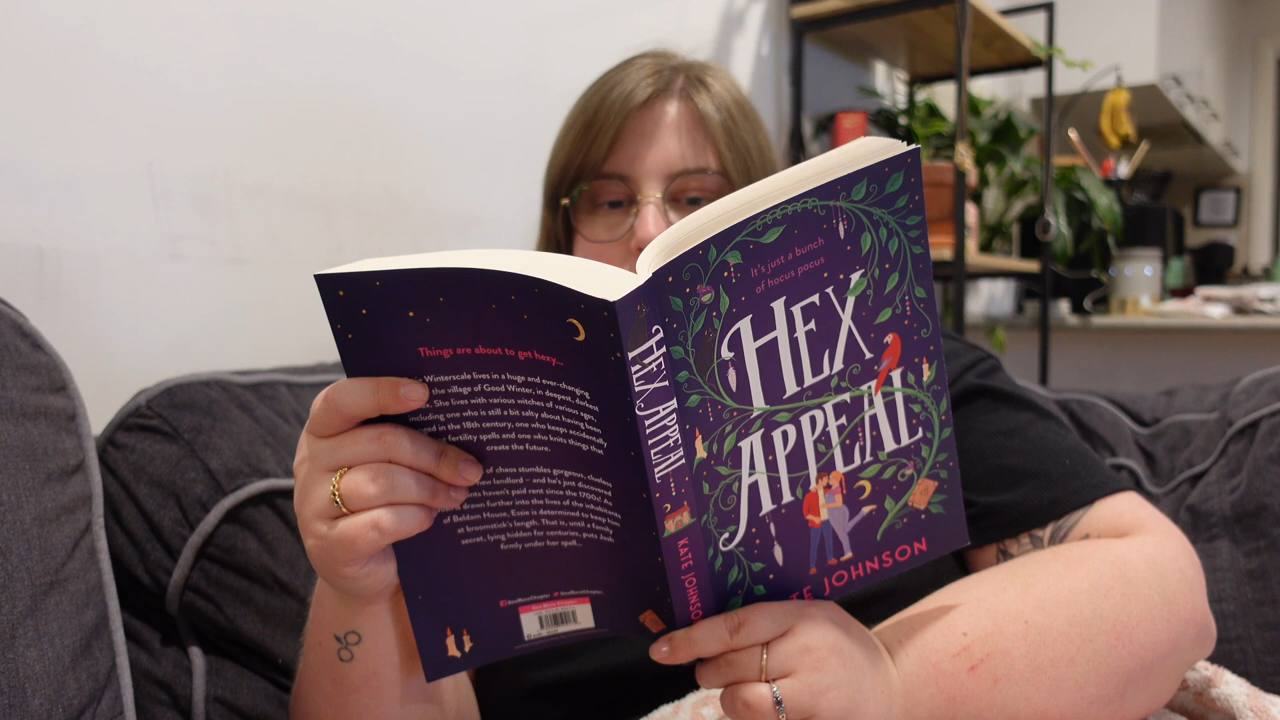 Things are about to get hexy...
Winterscale lives in a huge and ever-changing
the village of Good Winter, in deepest, darkest
She lives with various witches of various ages,
including one who is still a bit salty about having been
in the 18th century, one who keeps accidentally
fertility spells and one who knits things that
create the future.
of chaos stumbles gorgeous, clueless
new landlord – and he's just discovered
haven't paid rent since the 1700s! As
drawn further into the lives of the inhabitants
of Beldam House, Essie is determined to keep him
at broomstick's length. That is, until a family
secret, lying hidden for centuries, puts Josh
firmly under her spell...
HEX APPEAL
KATE JOHNSO
It's just a bunch
of hocus pocus
HEX
APPEAL
TE JOHNSON